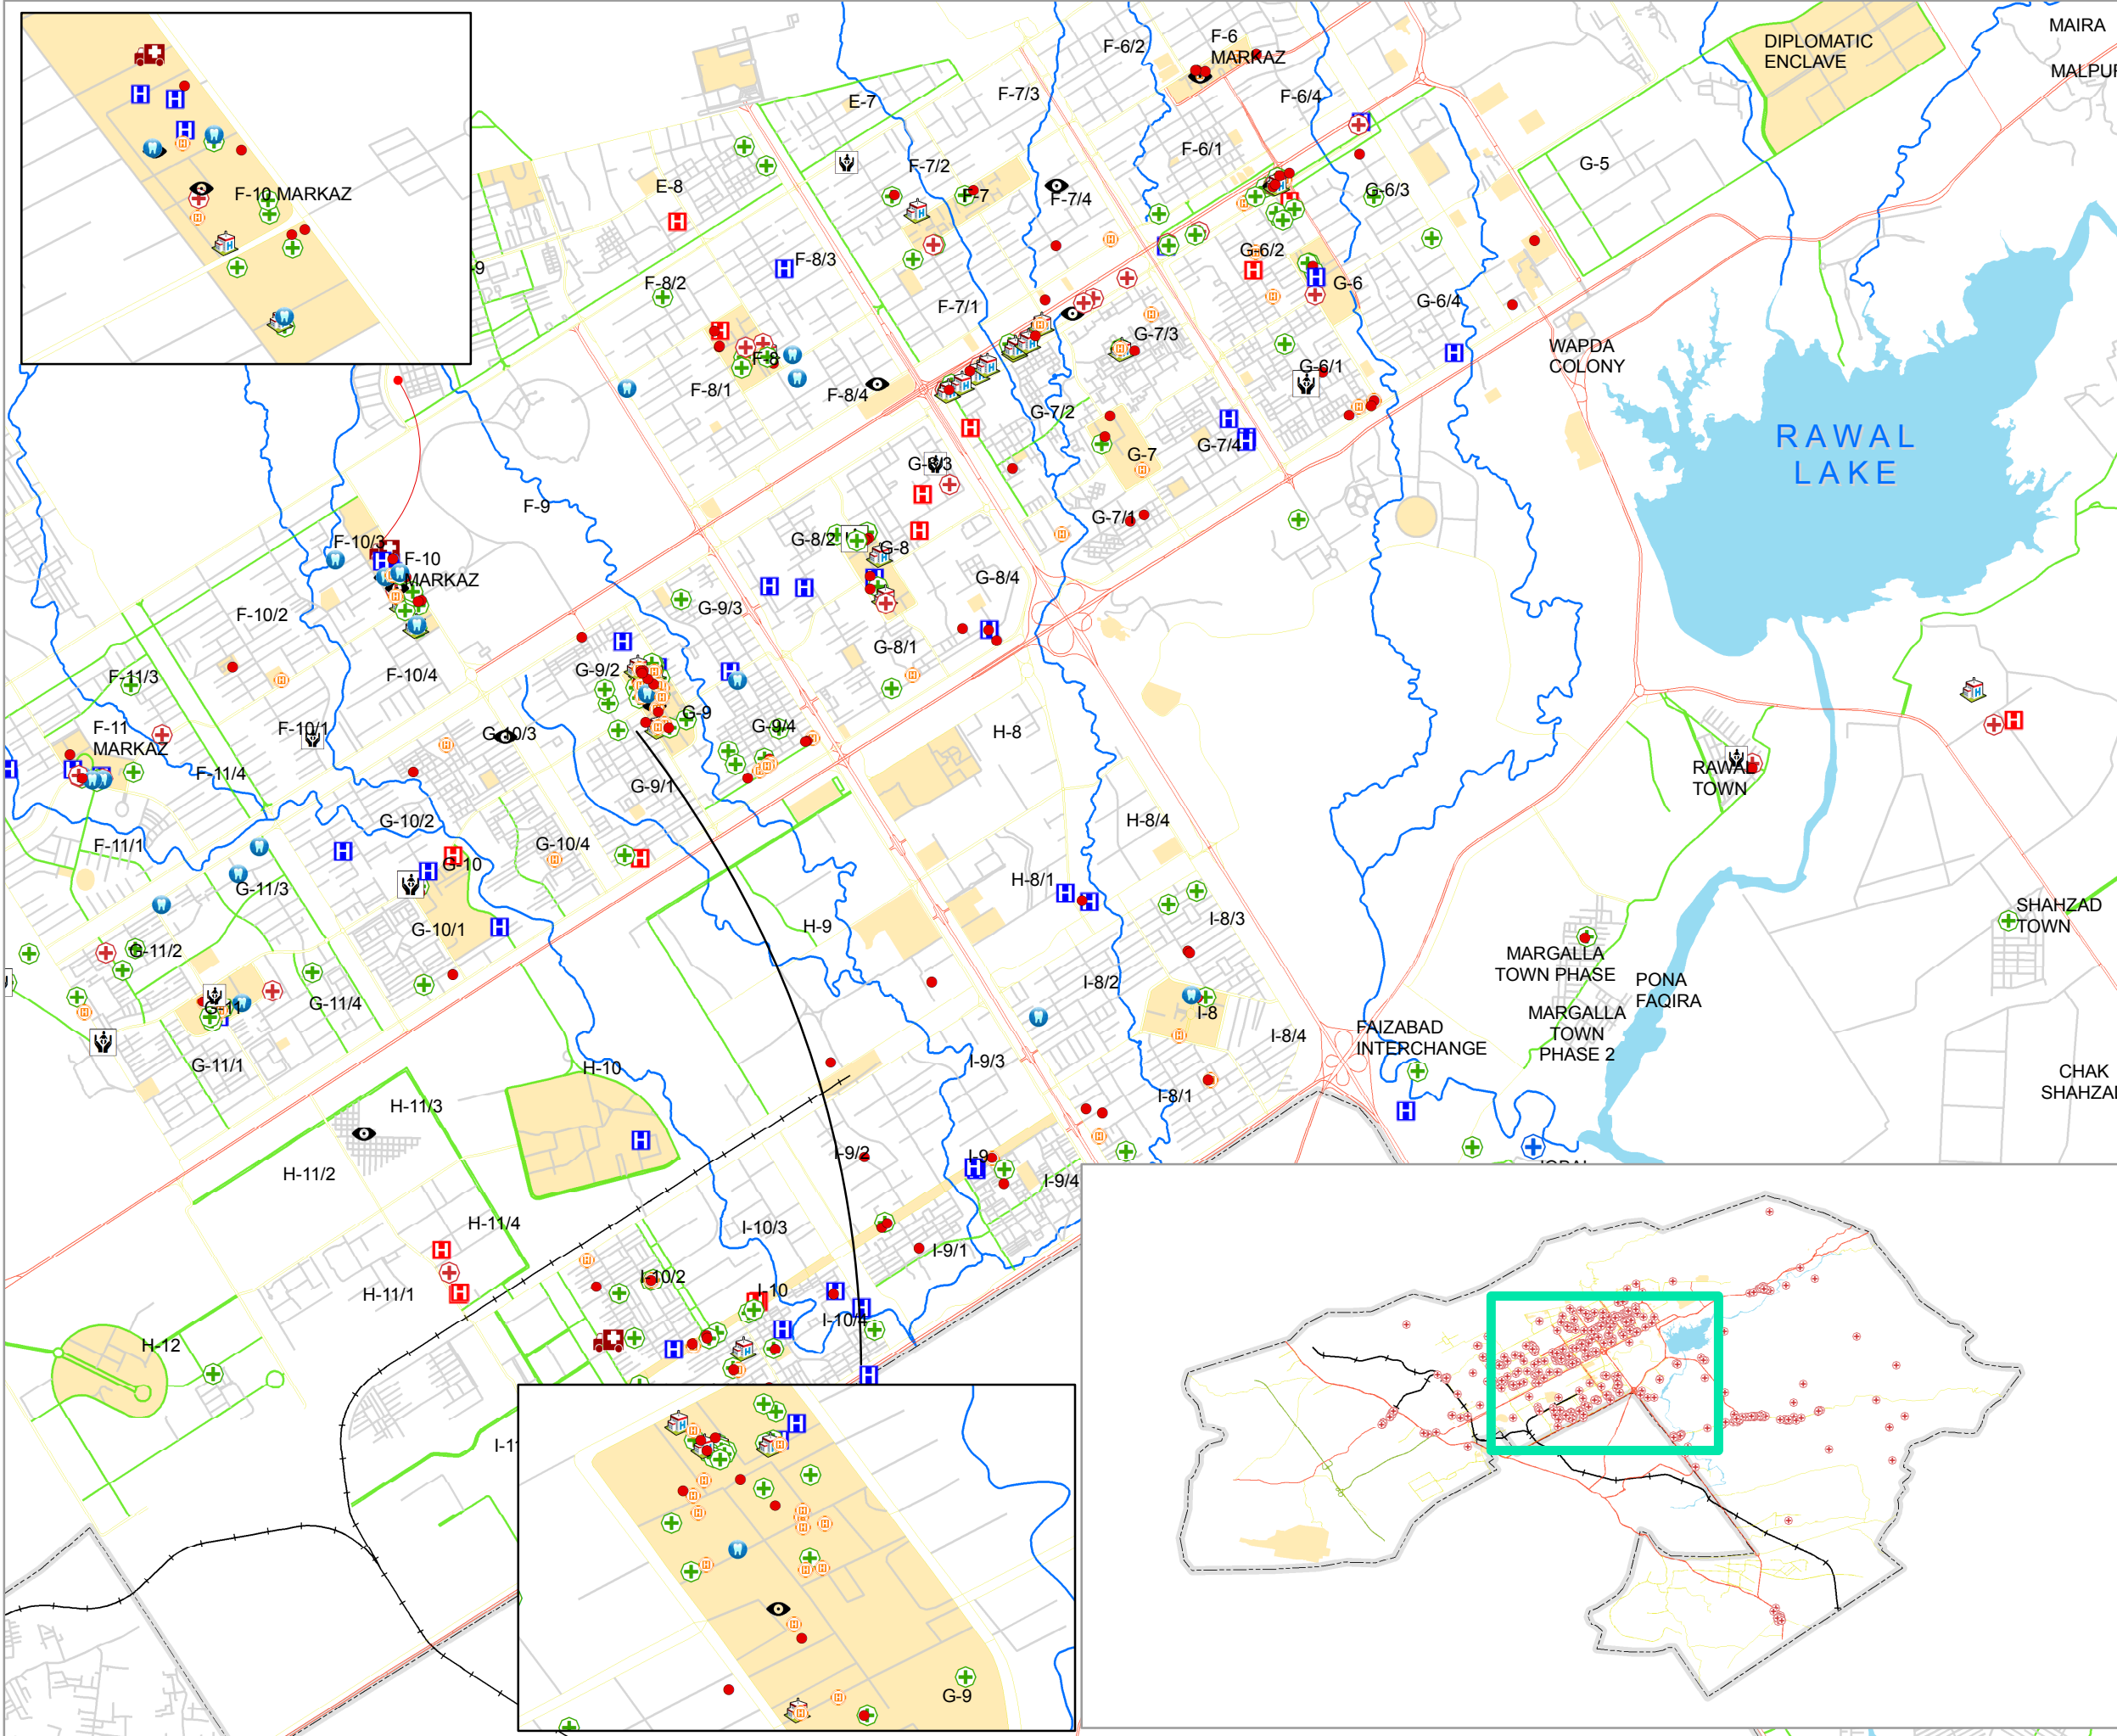 MAIRA
MALPUR
DIPLOMATIC
ENCLAVE
F-6/2
F-6
MARKAZ
F-7/3
E-7
F-6/4
F-6/1
G-5
F-7/2
F-7
F-7/4
G-6/3
E-8
F-10 MARKAZ
F-8/3
G-6/2
G-6
G-6/4
F-8/2
F-7/1
G-7/3
WAPDA
COLONY
F-8
F-8/1
F-8/4
G-6/1
G-7/2
G-7/4
G-7
RAWAL
LAKE
F-9
G-7/1
G-8/2
G-8
F-10/3
F-10
MARKAZ
G-8/4
G-9/3
F-10/2
G-8/1
G-9/2
F-10/4
F-11/3
G-9
G-9/4
H-8
F-11
MARKAZ
F-10/1
G-10/3
F-11/4
G-9/1
RAWAL
TOWN
G-10/2
H-8/4
F-11/1
G-10/4
G-10
H-8/1
G-11/3
I-8/3
SHAHZAD
TOWN
G-10/1
H-9
G-11/2
MARGALLA
TOWN PHASE
I-8/2
PONA
FAQIRA
G-11/4
G-11
I-8
MARGALLA
TOWN
PHASE 2
FAIZABAD
INTERCHANGE
I-8/4
G-11/1
H-10
I-9/3
I-8/1
CHAK
SHAHZAD
H-11/3
H-11/2
I-9/2
I-9
I-9/4
H-11/4
I-10/3
I-9/1
I-10/2
I-10
H-11/1
I-10/4
H-12
G-9